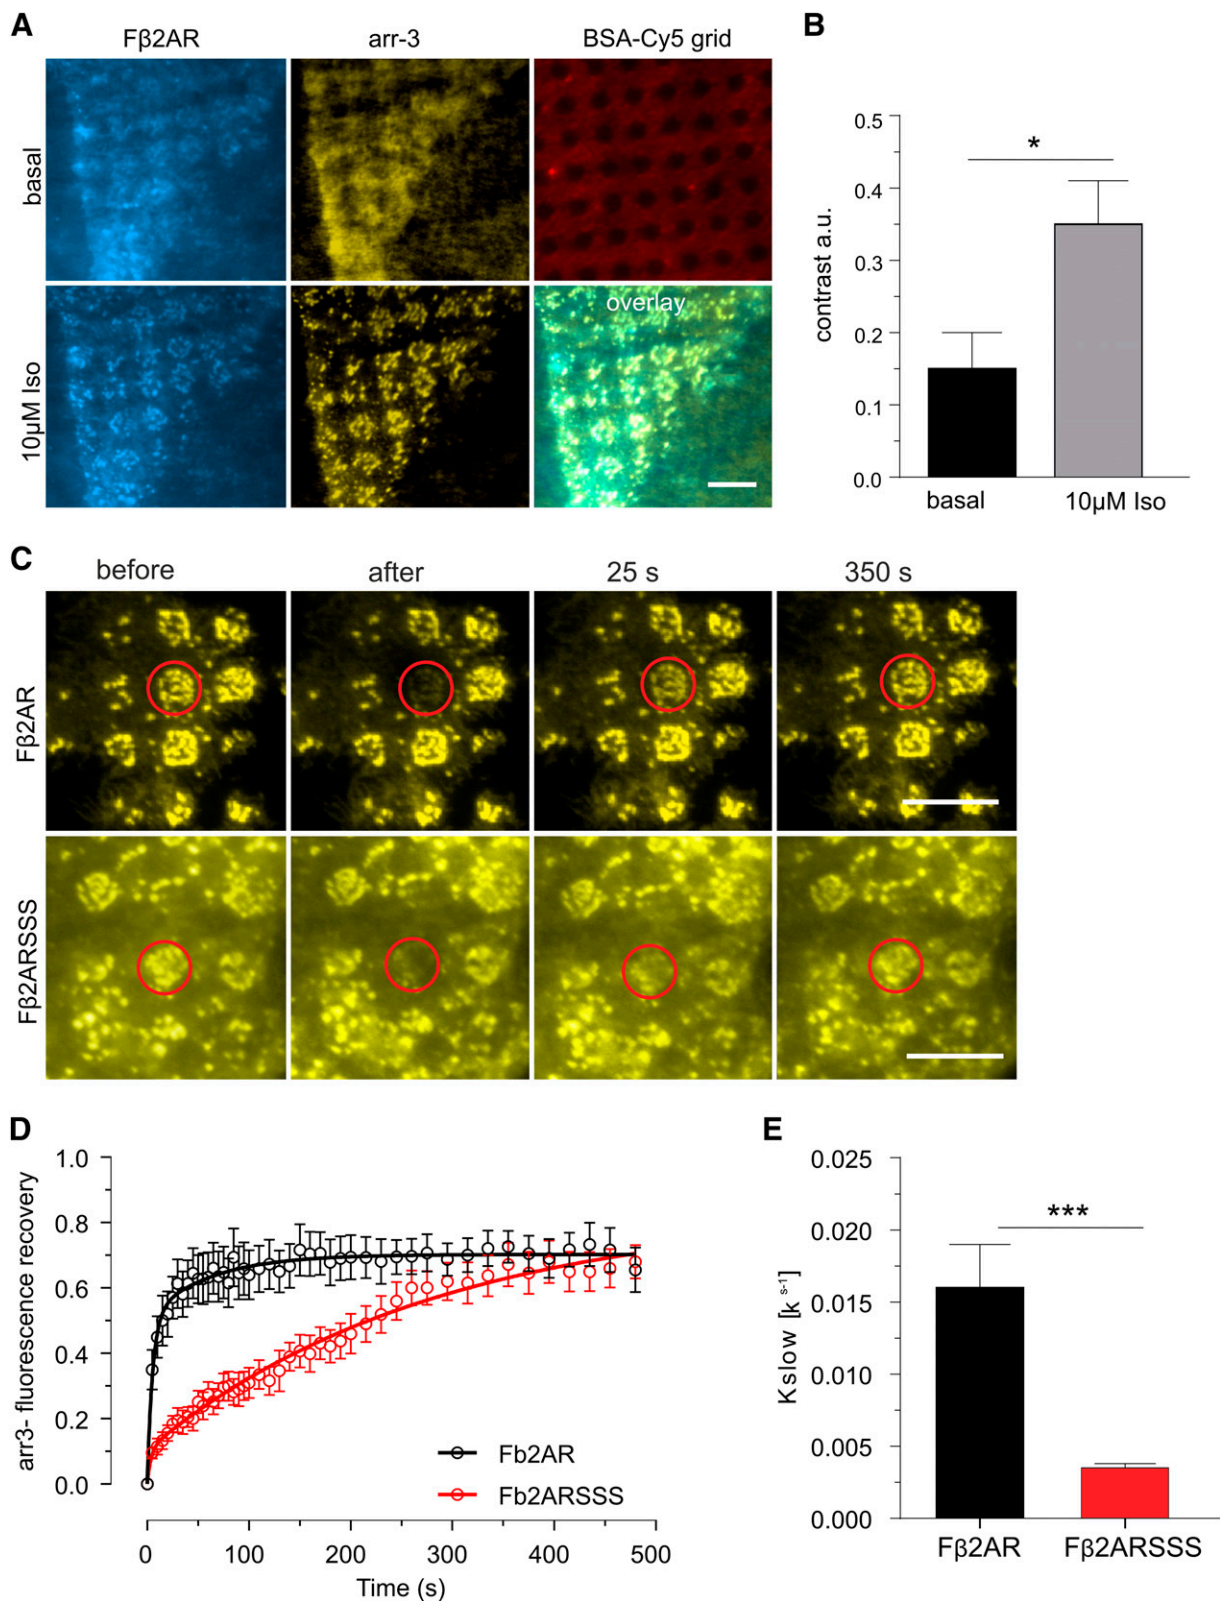 A
Fβ2AR
arr-3
BSA-Cy5 grid
basal
10µM Iso
overlay
B
contrast a.u.
0.5
0.4
0.3
0.2
0.1
0.0
*
basal
10µM Iso
C
before
after
25 s
350 s
Fβ2AR
Fβ2ARSSS
D
arr3- fluorescence recovery
1.0
0.8
0.6
0.4
0.2
0.0
Fb2AR
Fb2ARSSS
0 100 200 300 400 500
Time (s)
E
Kslow [k s-1]
0.025
0.020
0.015
0.010
0.005
0.000
***
Fβ2AR
Fβ2ARSSS